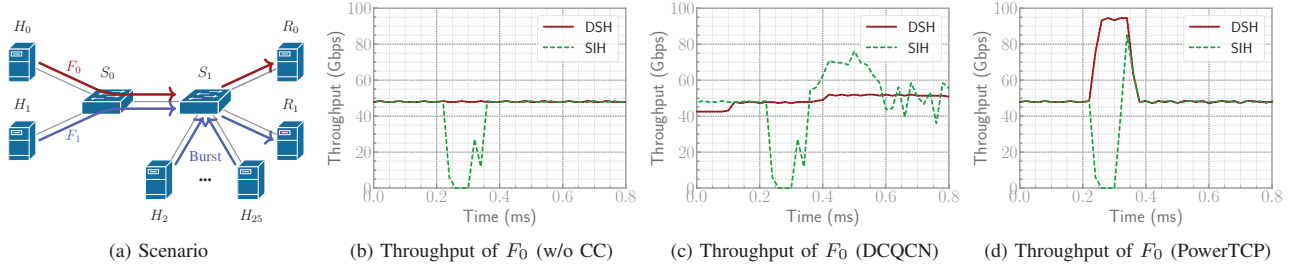 H0
R0
F0
S0
S1
H1
R1
F1
Burst
...
H2
H25
(a) Scenario
100
80
60
40
20
0
Throughput (Gbps)
DSH
SIH
0
0.2
0.4
0.6
0.8
Time (ms)
(b) Throughput of F0 (w/o CC)
100
80
60
40
20
0
Throughput (Gbps)
DSH
SIH
0
0.2
0.4
0.6
0.8
Time (ms)
(c) Throughput of F0 (DCQCN)
100
80
60
40
20
0
Throughput (Gbps)
DSH
SIH
0
0.2
0.4
0.6
0.8
Time (ms)
(d) Throughput of F0 (PowerTCP)